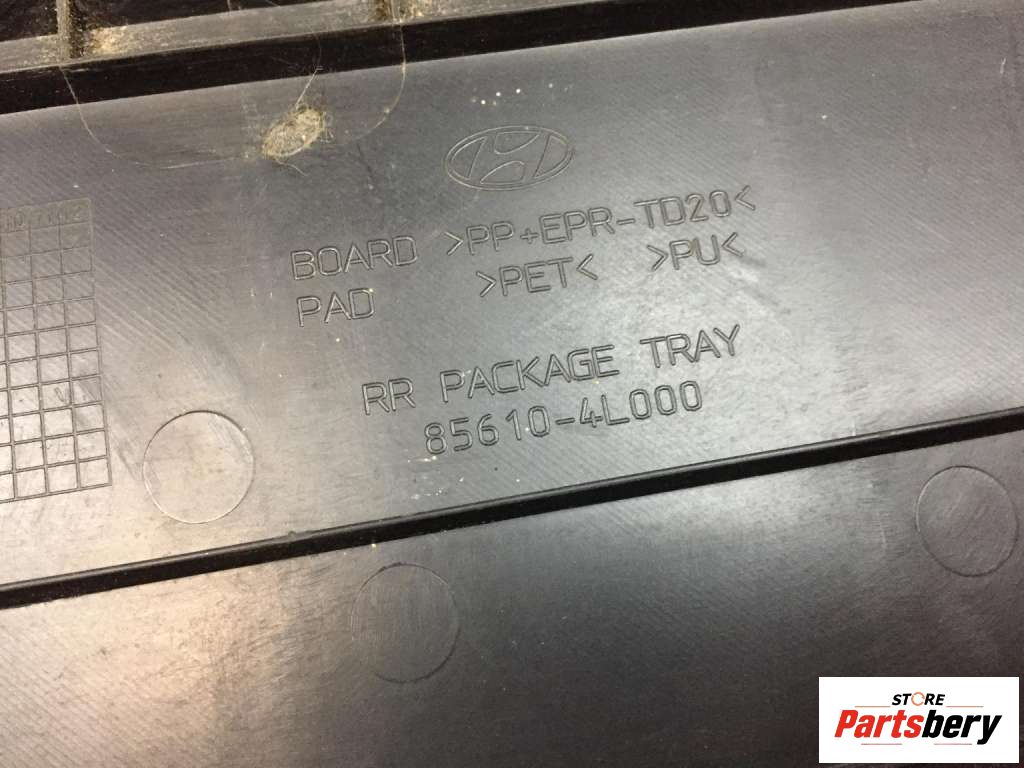 BOARD >PP+EPR-TD20<
PAD >PET< >PU<
RR PACKAGE TRAY
85610-4L000
STORE
Partsbery